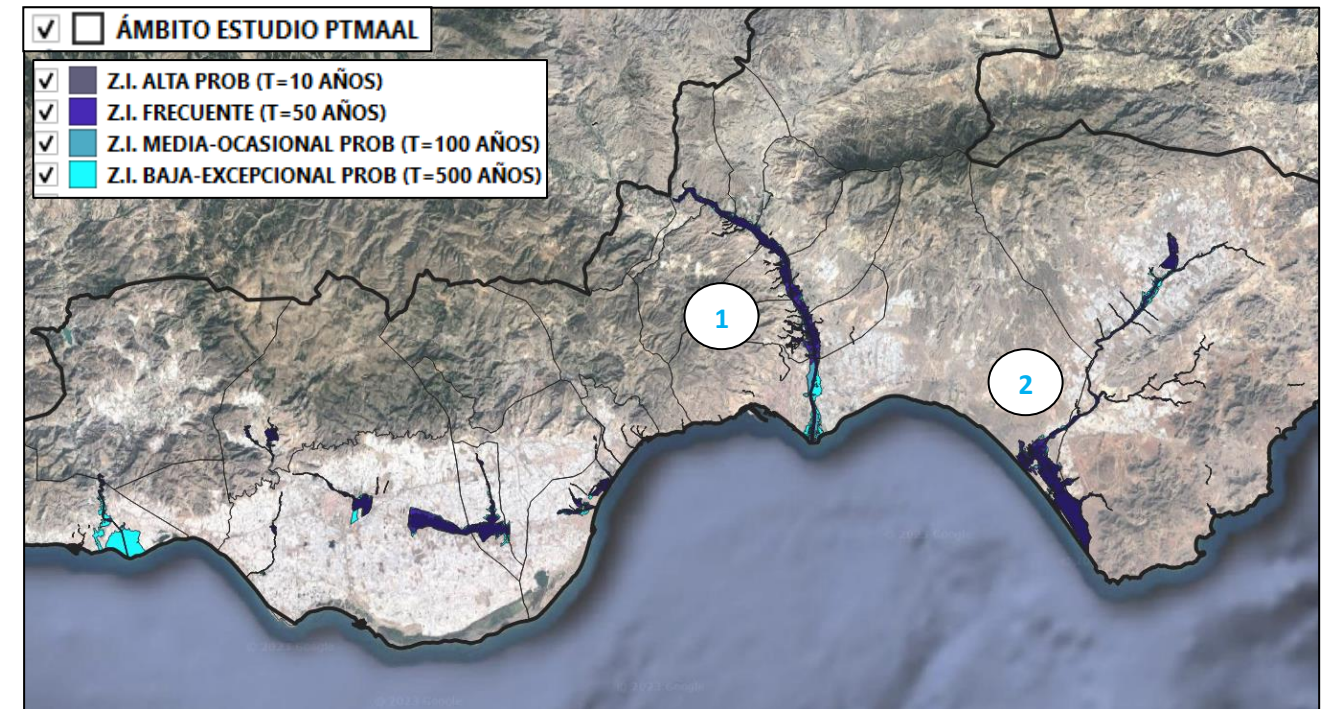 ÁMBITO ESTUDIO PTMAAL
Z.I. ALTA PROB (T=10 AÑOS)
Z.I. FRECUENTE (T=50 AÑOS)
Z.I. MEDIA-OCASIONAL PROB (T=100 AÑOS)
Z.I. BAJA-EXCEPCIONAL PROB (T=500 AÑOS)
1
2